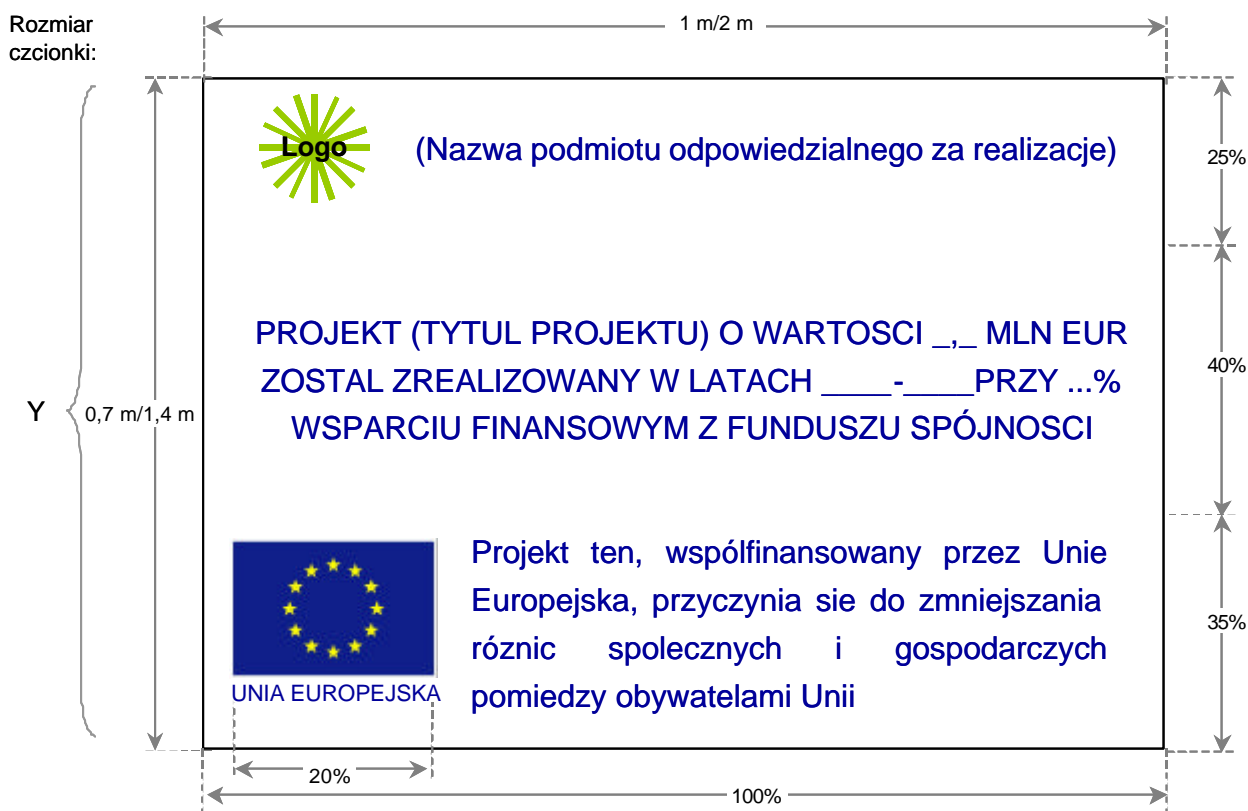 Rozmiar
czcionki:
1 m/2 m
Logo
(Nazwa podmiotu odpowiedzialnego za realizacje)
25%
PROJEKT (TYTUL PROJEKTU) O WARTOSCI _,_ MLN EUR
ZOSTAL ZREALIZOWANY W LATACH ____-____PRZY ...%
WSPARCIU FINANSOWYM Z FUNDUSZU SPÓJNOSCI
40%
Y
0,7 m/1,4 m
Projekt ten, wspólfinansowany przez Unie
Europejska, przyczynia sie do zmniejszania
róznic spolecznych i gospodarczych
pomiedzy obywatelami Unii
35%
UNIA EUROPEJSKA
20%
100%